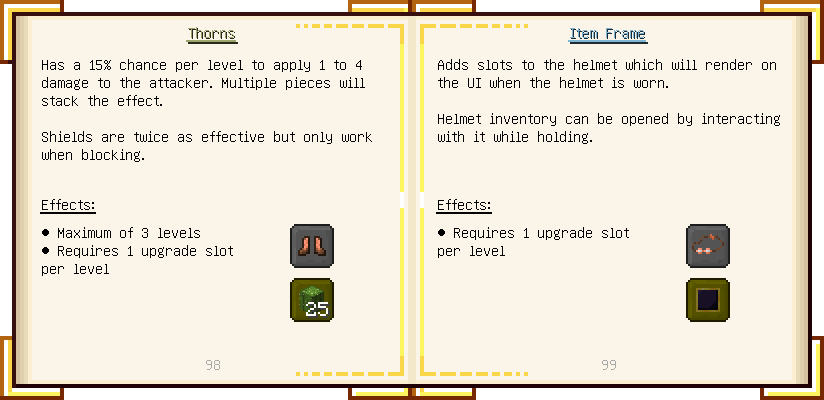 Thorns
Has a 15% chance per level to apply 1 to 4
damage to the attacker. Multiple pieces will
stack the effect.
Shields are twice as effective but only work
when blocking.
Effects:
● Maximum of 3 levels
● Requires 1 upgrade slot
per level
25
98
Item Frame
Adds slots to the helmet which will render on
the UI when the helmet is worn.
Helmet inventory can be opened by interacting
with it while holding.
Effects:
● Requires 1 upgrade slot
per level
99